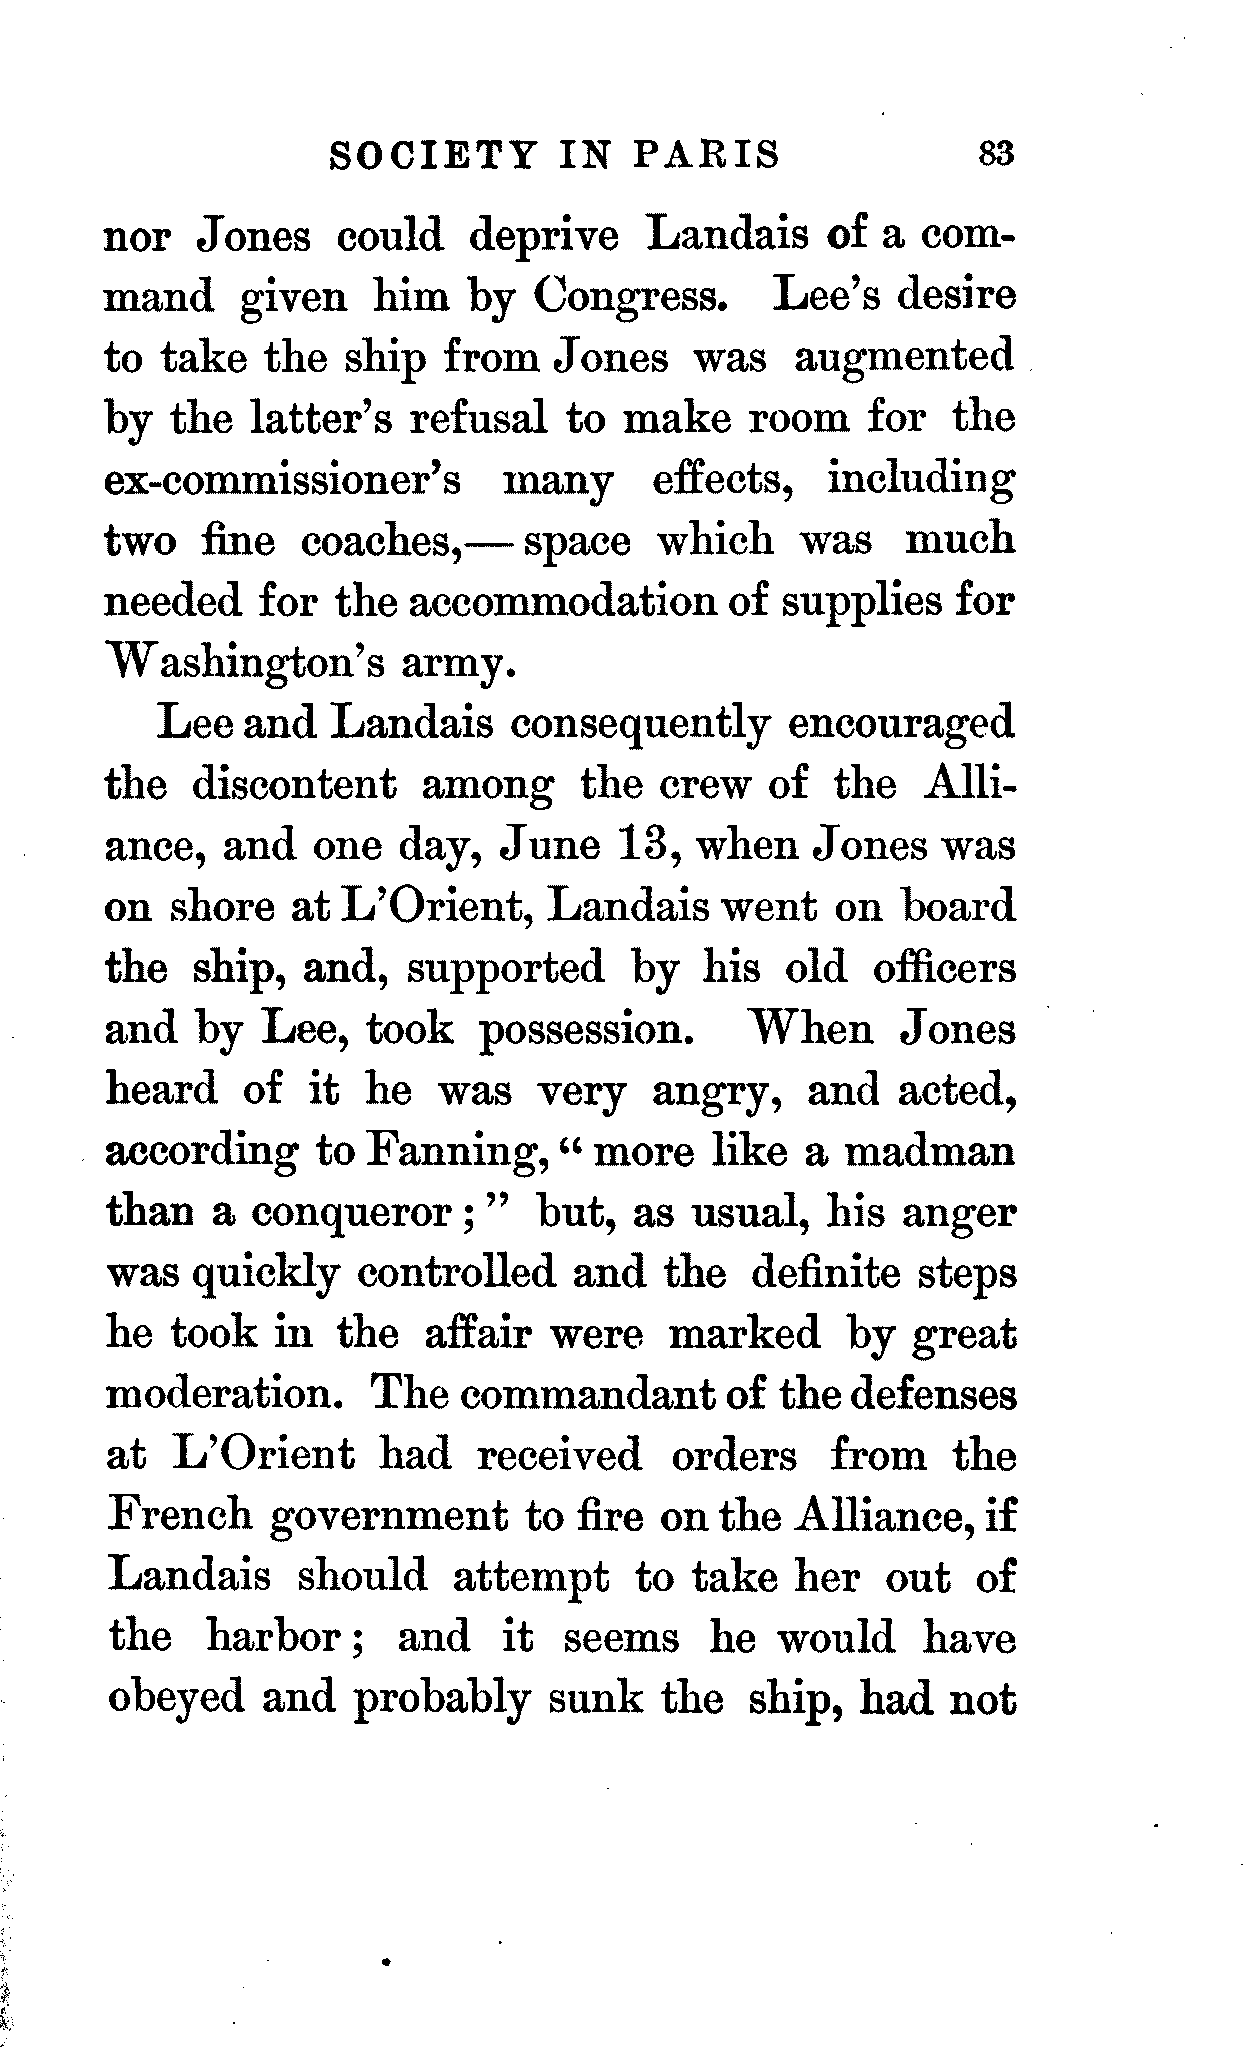 SOCIETY IN PARIS 83
nor Jones could deprive Landais of a com-
mand given him by Congress. Lee's desire
to take the ship from Jones was augmented
by the latter's refusal to make room for the
ex-commissioner's many effects, including
two fine coaches,— space which was much
needed for the accommodation of supplies for
Washington's army.
Lee and Landais consequently encouraged
the discontent among the crew of the Alli-
ance, and one day, June 13, when Jones was
on shore at L'Orient, Landais went on board
the ship, and, supported by his old officers
and by Lee, took possession. When Jones
heard of it he was very angry, and acted,
according to Fanning, “ more like a madman
than a conqueror ; ” but, as usual, his anger
was quickly controlled and the definite steps
he took in the affair were marked by great
moderation. The commandant of the defenses
at L'Orient had received orders from the
French government to fire on the Alliance, if
Landais should attempt to take her out of
the harbor ; and it seems he would have
obeyed and probably sunk the ship, had not